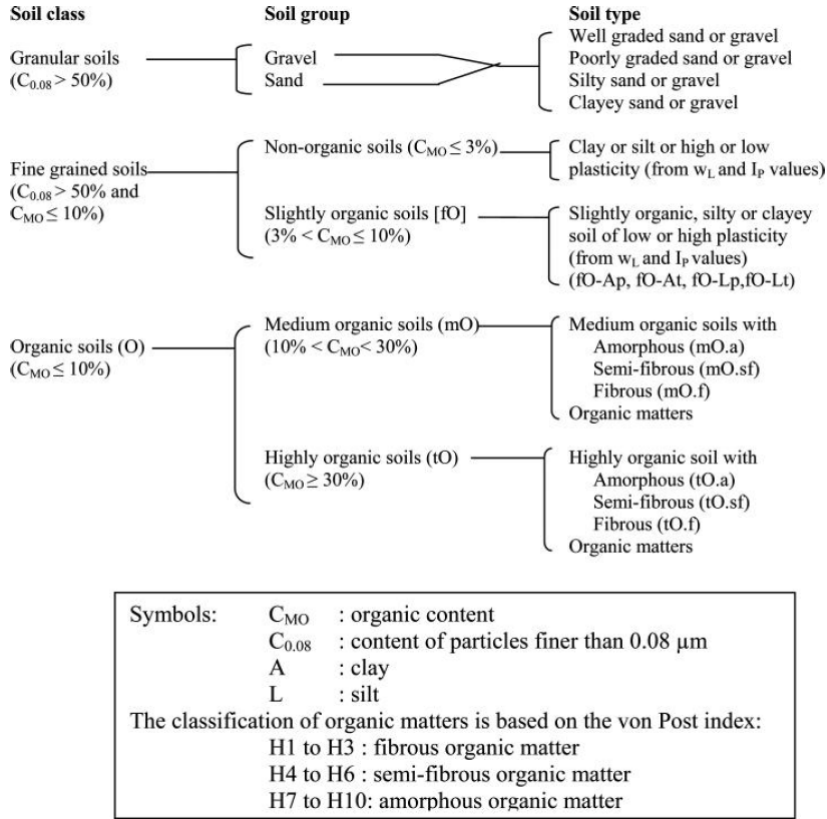 Soil class Soil group Soil type
Granular soils
(C0.08 > 50%)
Gravel
Sand
Well graded sand or gravel
Poorly graded sand or gravel
Silty sand or gravel
Clayey sand or gravel
Fine grained soils
(C0.08 > 50% and
CMO ≤ 10%)
Non-organic soils (CMO ≤ 3%)
Clay or silt or high or low
plasticity (from wL and IP values)
Slightly organic soils [fO]
(3% < CMO ≤ 10%)
Slightly organic, silty or clayey
soil of low or high plasticity
(from wL and IP values)
(fO-Ap, fO-At, fO-Lp,fO-Lt)
Organic soils (O)
(CMO ≤ 10%)
Medium organic soils (mO)
(10% < CMO < 30%)
Medium organic soils with
Amorphous (mO.a)
Semi-fibrous (mO.sf)
Fibrous (mO.f)
Organic matters
Highly organic soils (tO)
(CMO ≥ 30%)
Highly organic soil with
Amorphous (tO.a)
Semi-fibrous (tO.sf)
Fibrous (tO.f)
Organic matters
Symbols: CMO : organic content
C0.08 : content of particles finer than 0.08 μm
A : clay
L : silt
The classification of organic matters is based on the von Post index:
H1 to H3 : fibrous organic matter
H4 to H6 : semi-fibrous organic matter
H7 to H10: amorphous organic matter